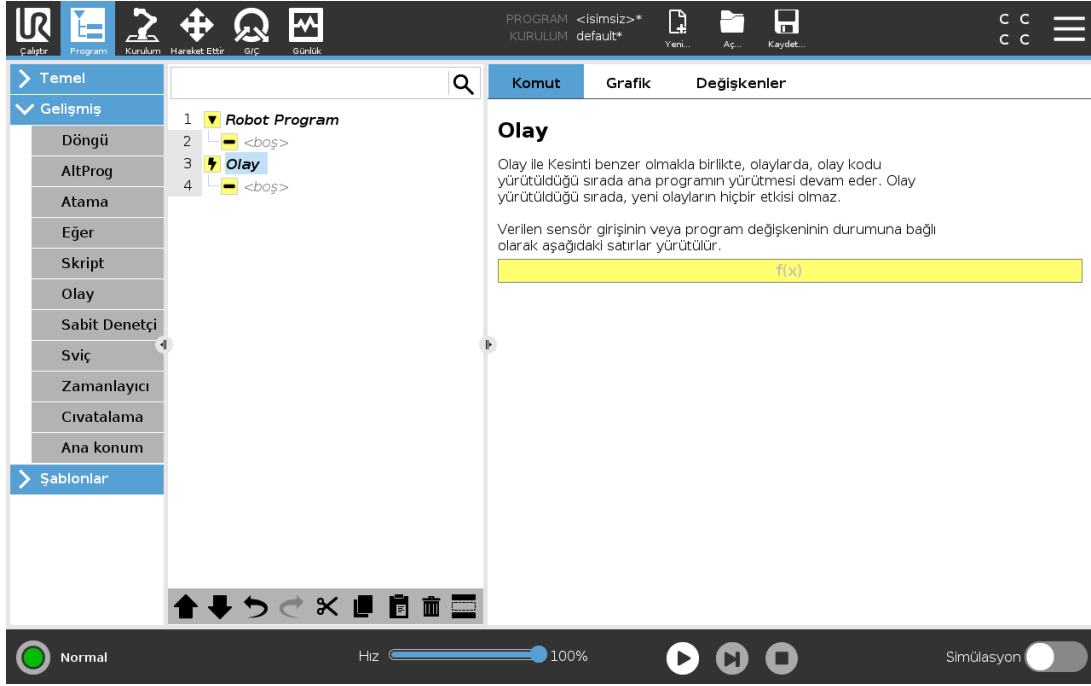 UR
Çalıştır
Program
Kurulum
Hareket Ettir
G/Ç
Günlük
PROGRAM <isimsiz>*
KURULUM default*
Yeni...
Aç...
Kaydet...
C C
C C
Temel
Gelişmiş
Döngü
AltProg
Atama
Eğer
Skript
Olay
Sabit Denetçi
Sviç
Zamanlayıcı
Cıvatalama
Ana konum
Şablonlar
1 Robot Program
2 <boş>
3 Olay
4 <boş>
Komut Grafik Değişkenler
Olay
Olay ile Kesinti benzer olmakla birlikte, olaylarda, olay kodu
yürütüldüğü sırada ana programın yürütmesi devam eder. Olay
yürütüldüğü sırada, yeni olayların hiçbir etkisi olmaz.
Verilen sensör girişinin veya program değişkeninin durumuna bağlı
olarak aşağıdaki satırlar yürütülür.
f(x)
Normal
Hız 100%
Simülasyon